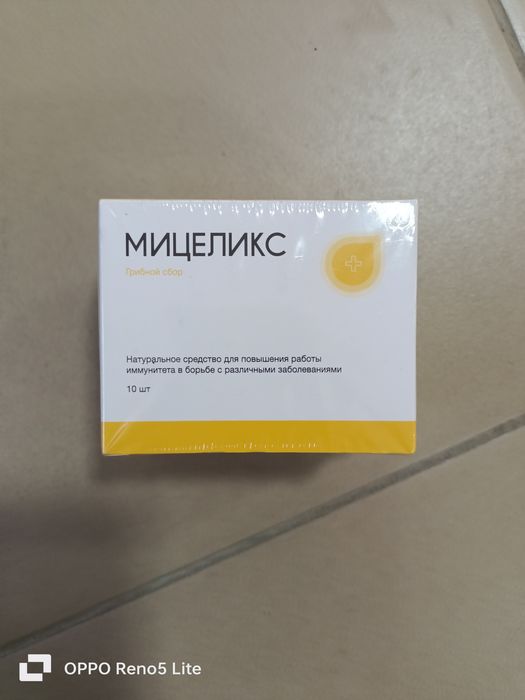 МИЦЕЛИКС
Грибной сбор
Натуральное средство для повышения работы
иммунитета в борьбе с различными заболеваниями
10 шт
OPPO Reno5 Lite